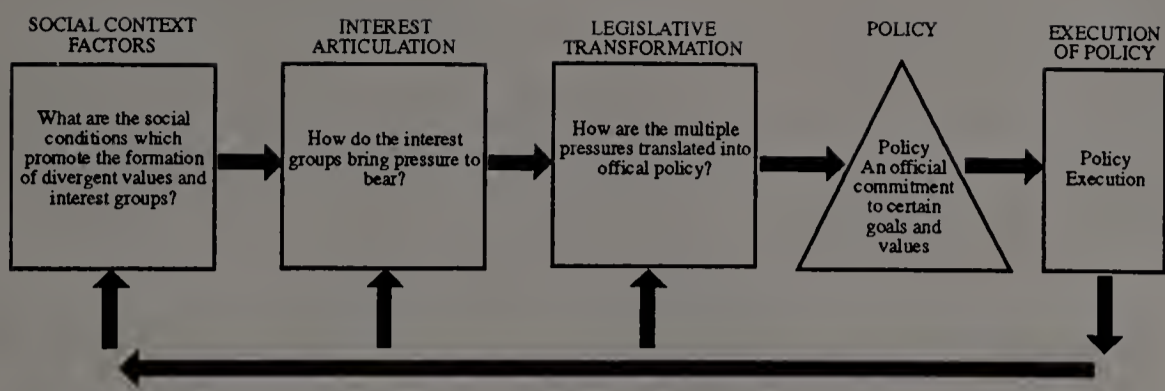 SOCIAL CONTEXT
FACTORS
What are the social
conditions which
promote the formation
of divergent values and
interest groups?
INTEREST
ARTICULATION
How do the interest
groups bring pressure to
bear?
LEGISLATIVE
TRANSFORMATION
How are the multiple
pressures translated into
offical policy?
POLICY
Policy
An official
commitment
to certain
goals and
values
EXECUTION
OF POLICY
Policy
Execution